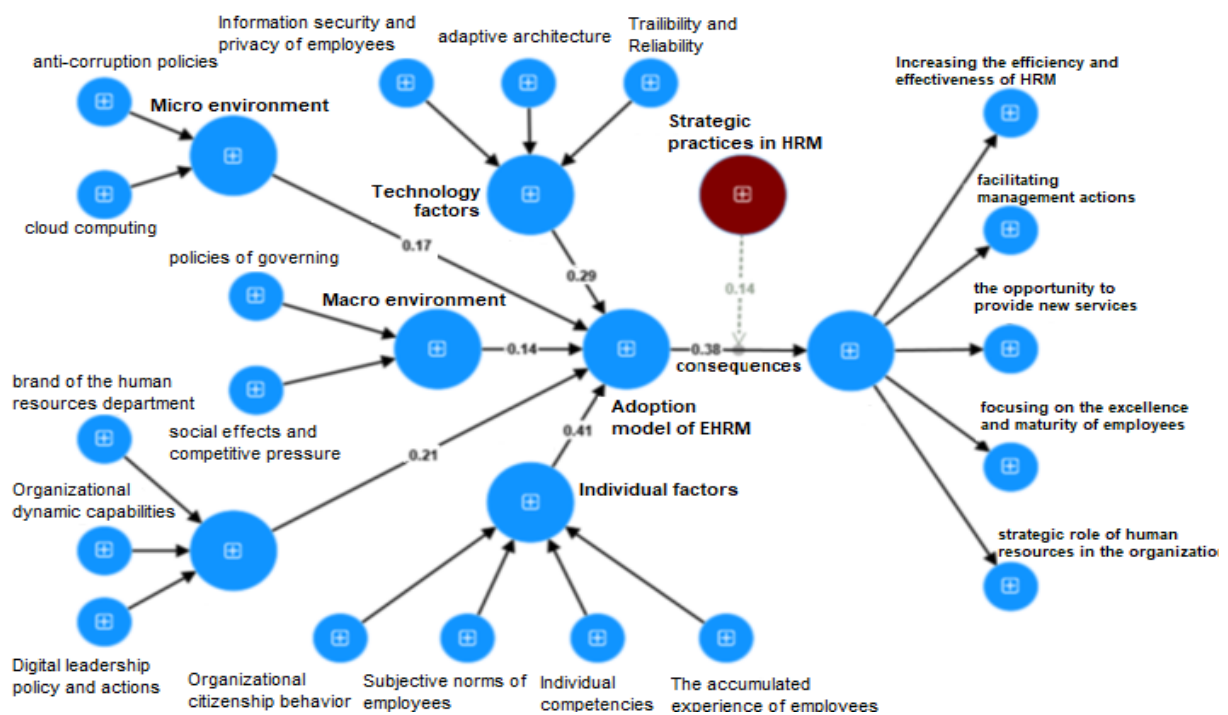 Information security and
privacy of employees
adaptive architecture
Trailibility and
Reliability
anti-corruption policies
Micro environment
cloud computing
Technology
factors
Strategic
practices in HRM
Increasing the efficiency and
effectiveness of HRM
facilitating
management actions
the opportunity to
provide new services
focusing on the excellence
and maturity of employees
strategic role of human
resources in the organizatio
0.17
0.29
0.14
policies of governing
Macro environment
0.14
0.38
consequences
social effects and
competitive pressure
Adoption
model of EHRM
brand of the human
resources department
0.21
0.41
Organizational
dynamic capabilities
Individual factors
Digital leadership
policy and actions
Organizational
citizenship behavior
Subjective norms of
employees
Individual
competencies
The accumulated
experience of employees